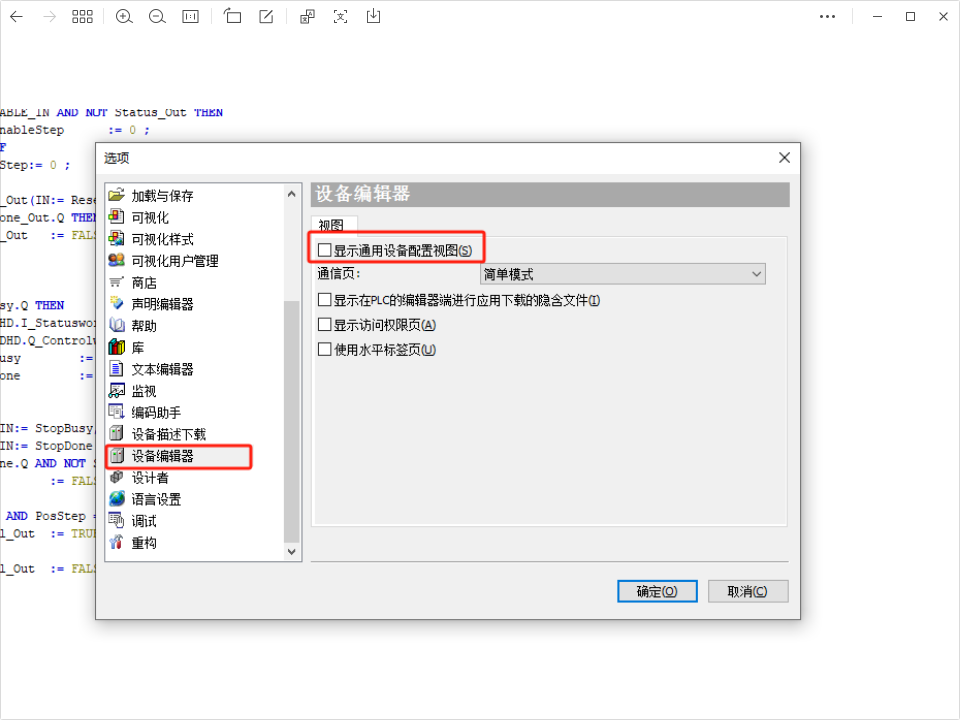 ABLE_IN AND NOT Status_Out THEN
nableStep := 0 ;
F
Step:= 0 ;
_Out(IN:= Rese
one_Out.Q THEN
_Out := FALS
sy.Q THEN
HD.I_Statuswo
DHD.Q_Controlw
usy :=
one :=
IN:= StopBusy,
IN:= StopDone
ne.Q AND NOT
:= FALS
AND PosStep =
l_Out := TRUE
l_Out := FALS
选项
加载与保存
可视化
可视化样式
可视化用户管理
商店
声明编辑器
帮助
库
文本编辑器
监视
编码助手
设备描述下载
设备编辑器
设计者
语言设置
调试
重构
设备编辑器
视图
显示通用设备配置视图(S)
通信页: 简单模式
显示在PLC的编辑器端进行应用下载的隐含文件(I)
显示访问权限页(A)
使用水平标签页(U)
确定(O) 取消(C)